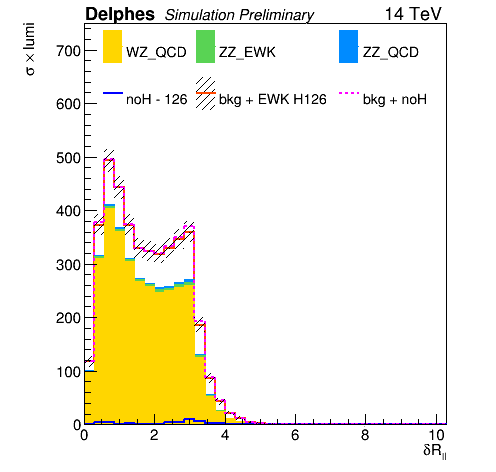 Delphes Simulation Preliminary 14 TeV
σ × lumi
WZ_QCD ZZ_EWK ZZ_QCD
noH - 126 bkg + EWK H126 bkg + noH
700
600
500
400
300
200
100
0
0 2 4 6 8 10
δR_ll